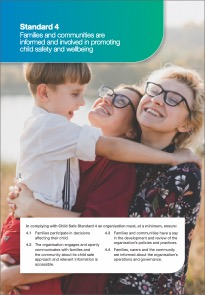 Standard 4
Families and communities are
informed and involved in promoting
child safety and wellbeing
In complying with Child Safe Standard 4 an organisation must, at a minimum, ensure:
4.1 Families participate in decisions
affecting their child
4.2 The organisation engages and openly
communicates with families and
the community about its child safe
approach and relevant information is
accessible.
4.3 Families and communities have a say
in the development and review of the
organisation's policies and practices.
4.4 Families, carers and the community
are informed about the organisation's
operations and governance.